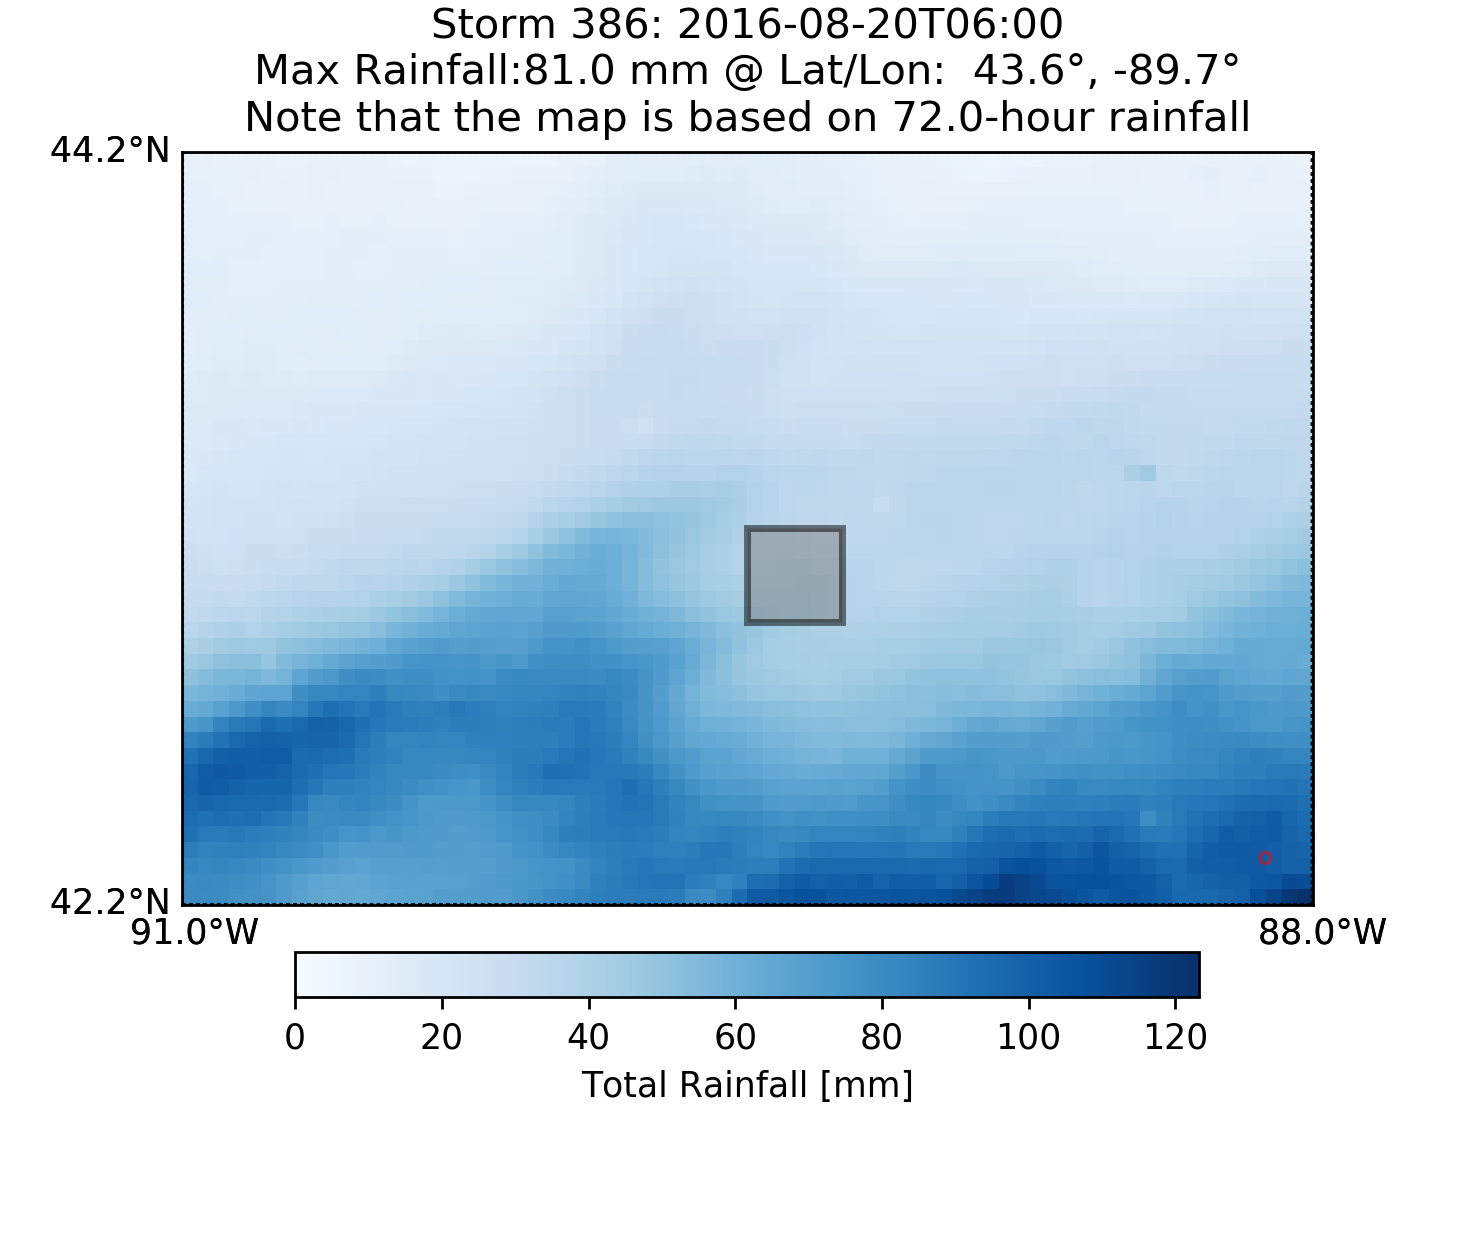 Storm 386: 2016-08-20T06:00
Max Rainfall:81.0 mm @ Lat/Lon:  43.6°, -89.7°
Note that the map is based on 72.0-hour rainfall
44.2°N
42.2°N
91.0°W 88.0°W
0 20 40 60 80 100 120
Total Rainfall [mm]